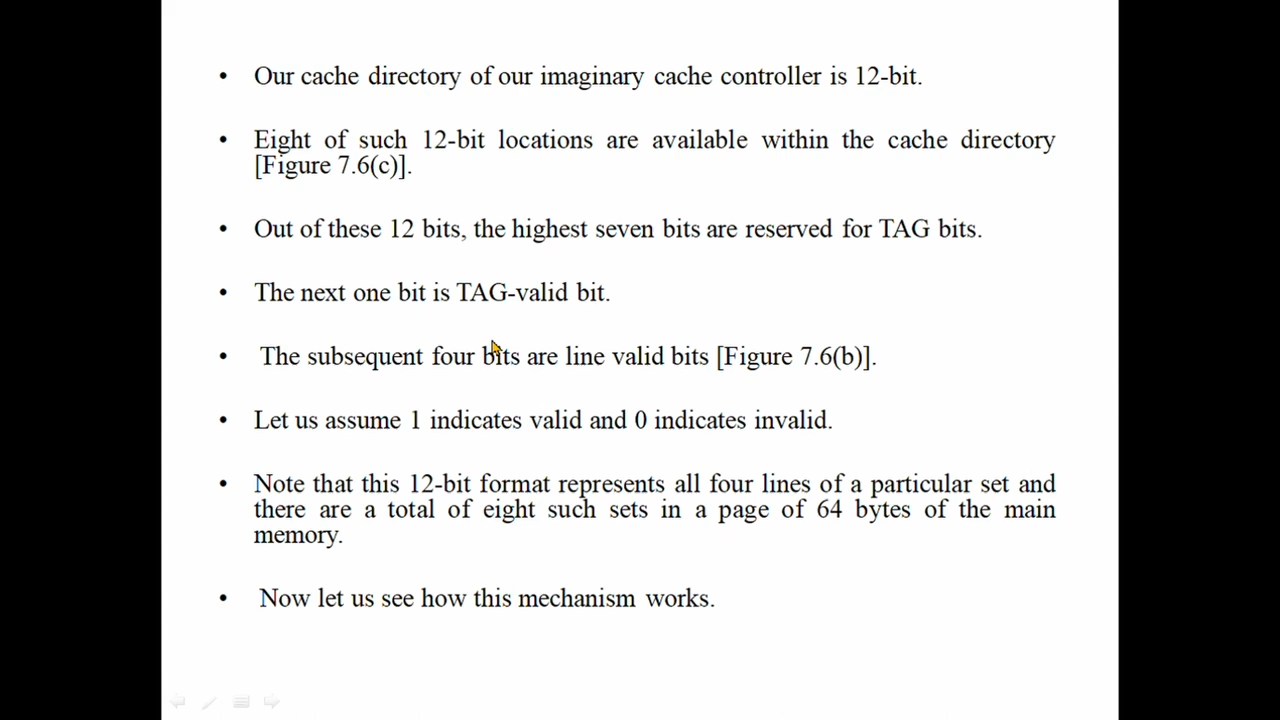 • Our cache directory of our imaginary cache controller is 12-bit.
• Eight of such 12-bit locations are available within the cache directory
[Figure 7.6(c)].
• Out of these 12 bits, the highest seven bits are reserved for TAG bits.
• The next one bit is TAG-valid bit.
• The subsequent four bits are line valid bits [Figure 7.6(b)].
• Let us assume 1 indicates valid and 0 indicates invalid.
• Note that this 12-bit format represents all four lines of a particular set and
there are a total of eight such sets in a page of 64 bytes of the main
memory.
• Now let us see how this mechanism works.